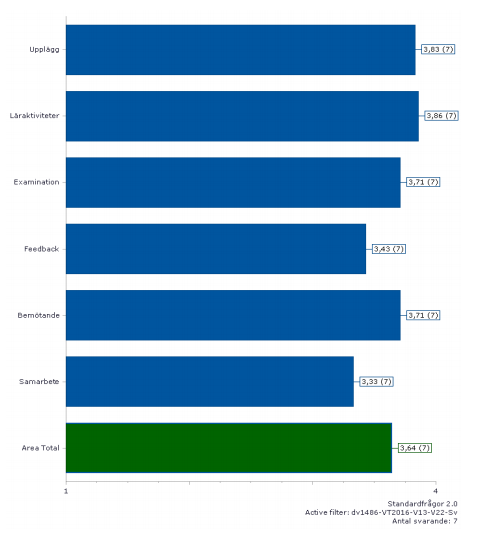 Upplägg
3,83 (7)
Läraktiviteter
3,86 (7)
Examination
3,71 (7)
Feedback
3,43 (7)
Bemötande
3,71 (7)
Samarbete
3,33 (7)
Area Total
3,64 (7)
1
4
Standardfrågor 2.0
Active filter: dv1486-VT2016-V13-V22-Sv
Antal svarande: 7